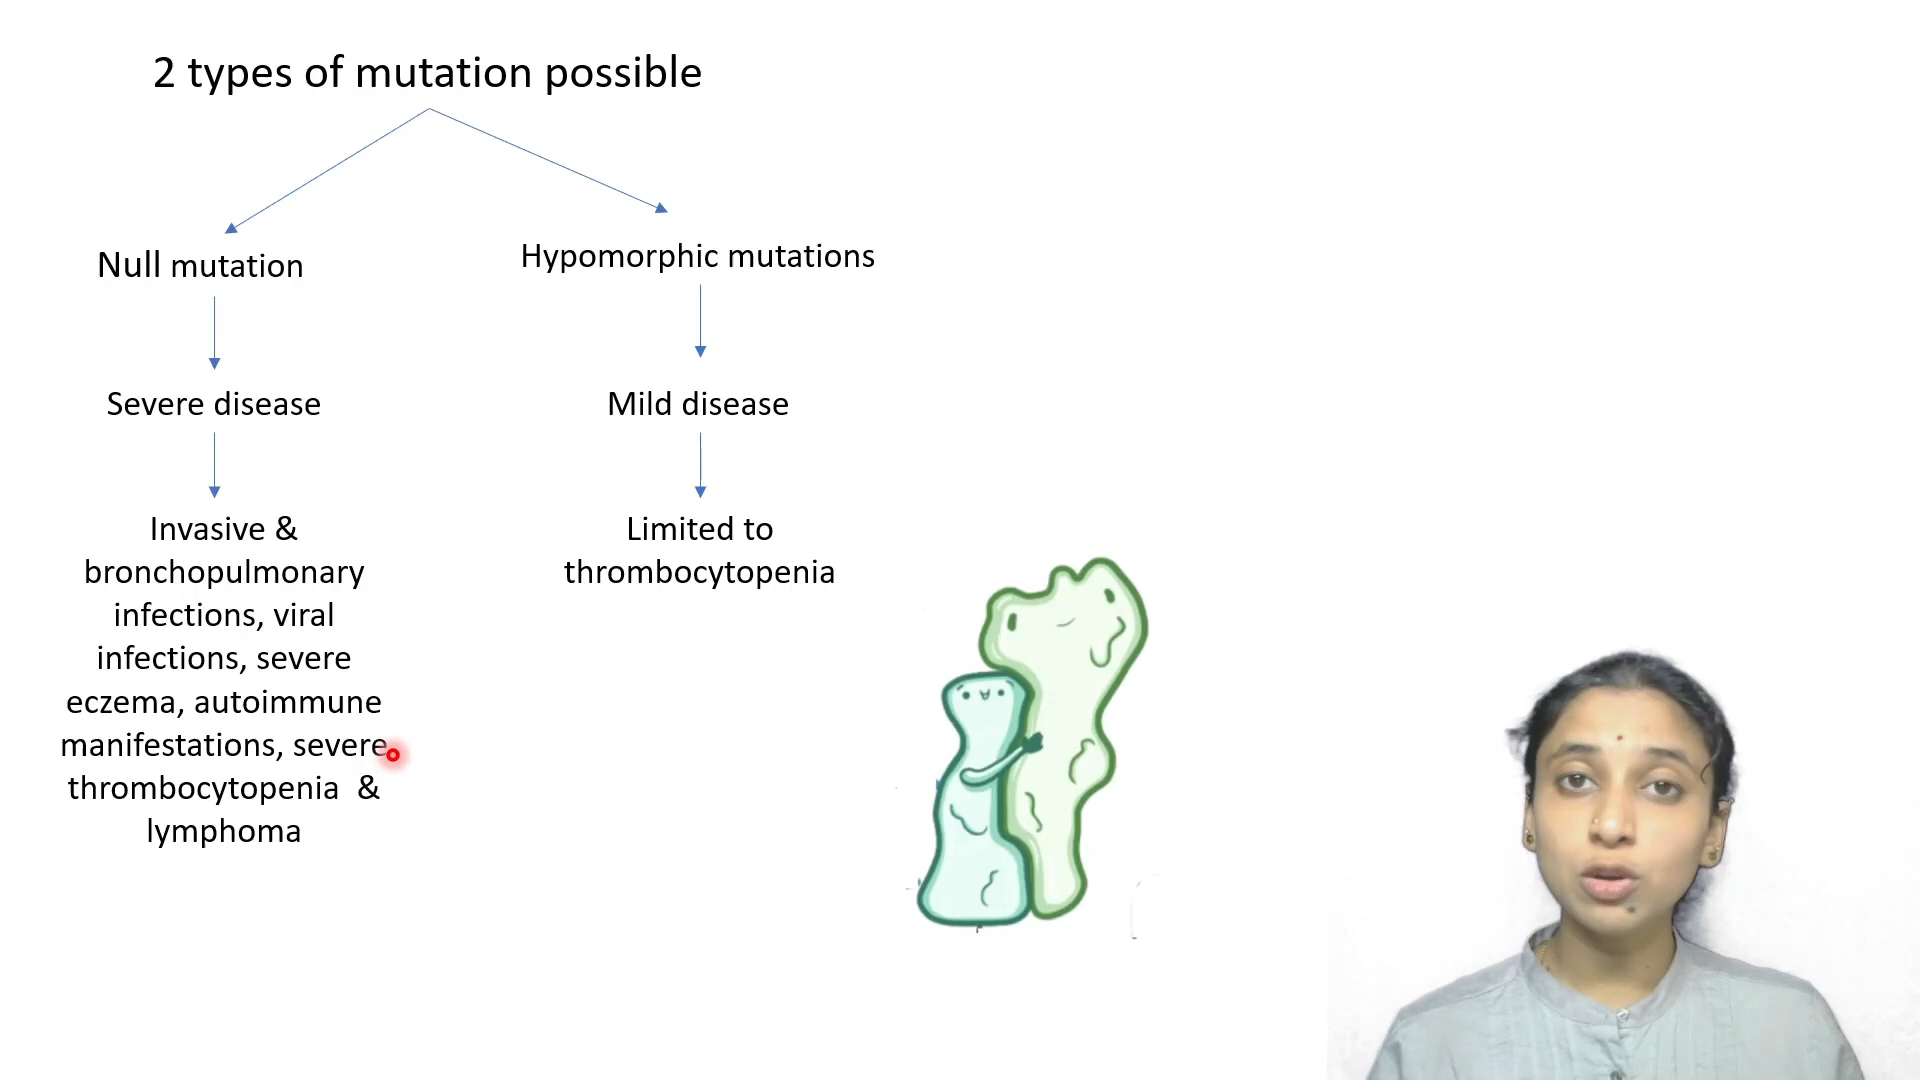 2 types of mutation possible
Null mutation
Hypomorphic mutations
Severe disease
Mild disease
Invasive &
bronchopulmonary
infections, viral
infections, severe
eczema, autoimmune
manifestations, severe
thrombocytopenia  &
lymphoma
Limited to
thrombocytopenia